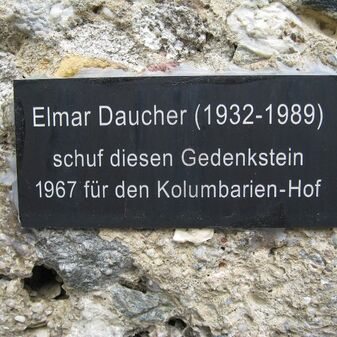 Elmar Daucher (1932-1989)
schuf diesen Gedenkstein
1967 für den Kolumbarien-Hof